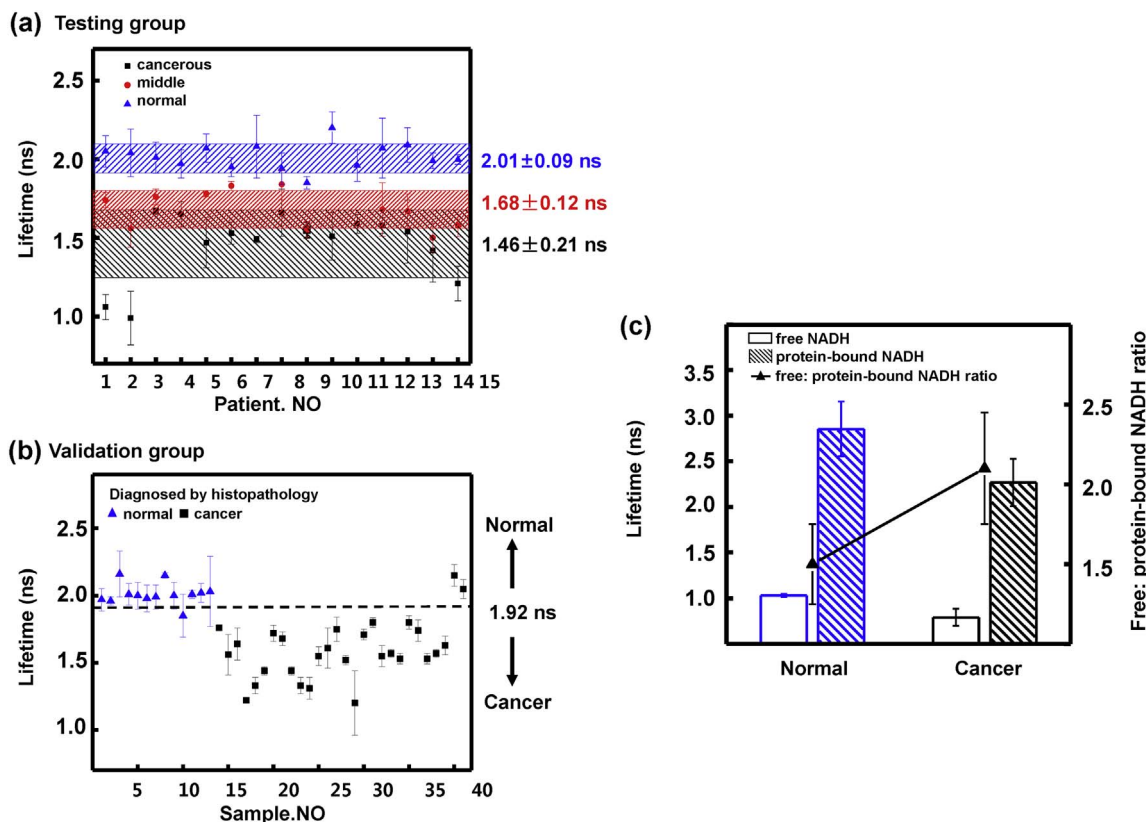 (a) Testing group
cancerous
middle
normal
2.5
2.0
1.5
1.0
Lifetime (ns)
2.01±0.09 ns
1.68±0.12 ns
1.46±0.21 ns
1 2 3 4 5 6 7 8 9 10 11 12 13 14 15
Patient. NO
(b) Validation group
Diagnosed by histopathology
normal cancer
2.5
2.0
1.5
1.0
Lifetime (ns)
Normal
1.92 ns
Cancer
5 10 15 20 25 30 35 40
Sample.NO
(c)
free NADH
protein-bound NADH
free: protein-bound NADH ratio
3.5
3.0
2.5
2.0
1.5
1.0
Lifetime (ns)
2.5
2.0
1.5
Free: protein-bound NADH ratio
Normal Cancer